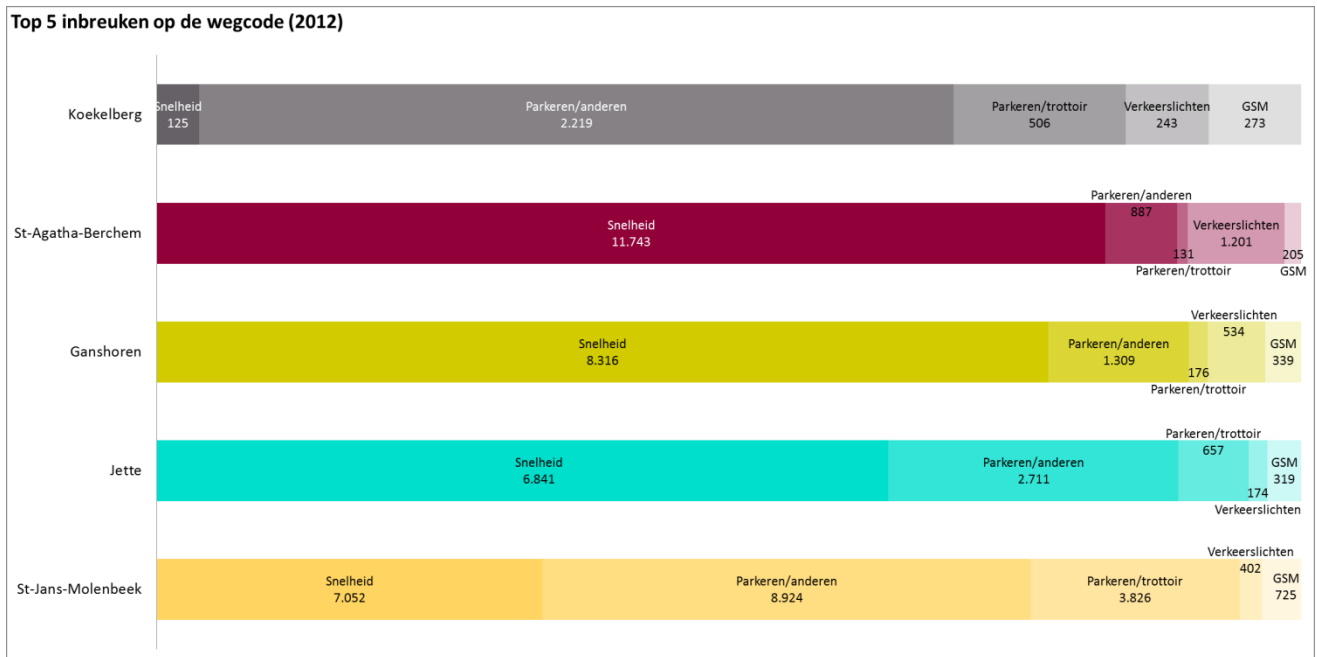 Top 5 inbreuken op de wegcode (2012)
Koekelberg
Snelheid
125
Parkeren/anderen
2.219
Parkeren/trottoir
506
Verkeerslichten
243
GSM
273
St-Agatha-Berchem
Snelheid
11.743
Parkeren/anderen
887
131
Parkeren/trottoir
Verkeerslichten
1.201
205
GSM
Ganshoren
Snelheid
8.316
Parkeren/anderen
1.309
176
Parkeren/trottoir
Verkeerslichten
534
GSM
339
Jette
Snelheid
6.841
Parkeren/anderen
2.711
Parkeren/trottoir
657
174
Verkeerslichten
GSM
319
St-Jans-Molenbeek
Snelheid
7.052
Parkeren/anderen
8.924
Parkeren/trottoir
3.826
Verkeerslichten
402
GSM
725